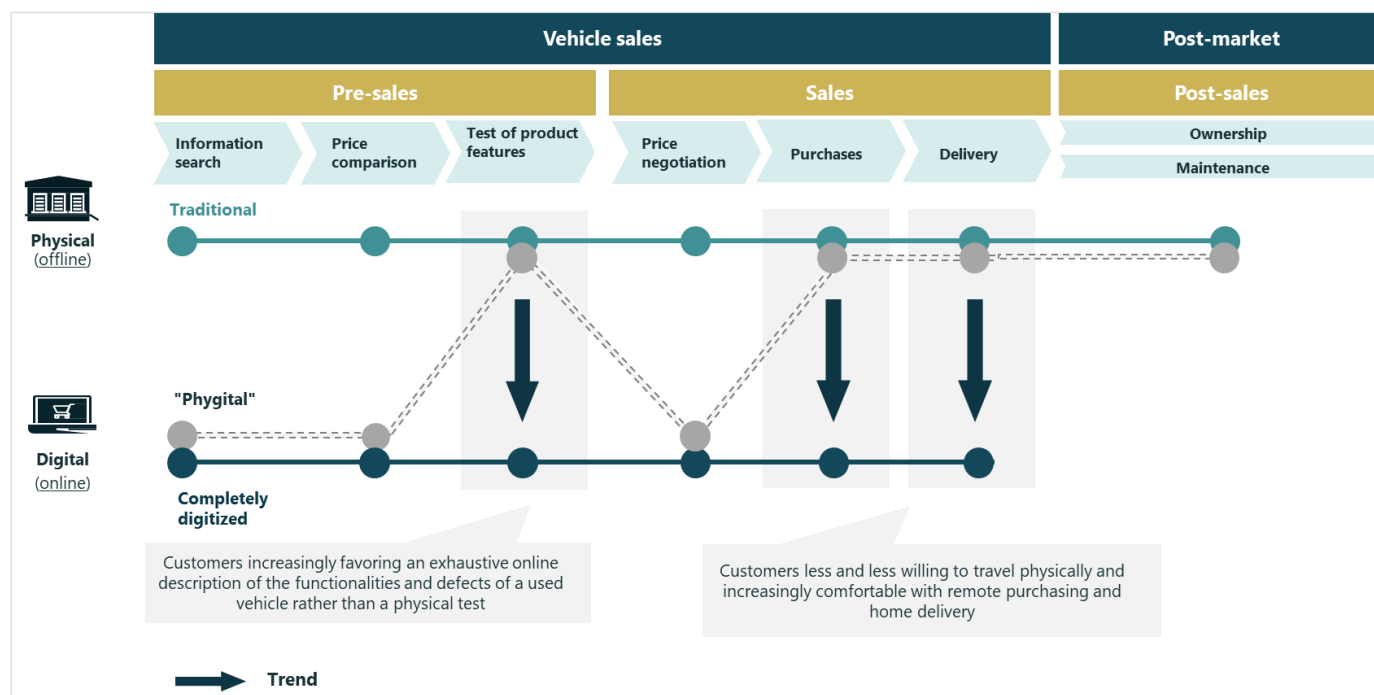 Vehicle sales
Post-market
Pre-sales
Sales
Post-sales
Information
search
Price
comparison
Test of product
features
Price
negotiation
Purchases
Delivery
Ownership
Maintenance
Traditional
Physical
(offline)
"Phygital"
Digital
(online)
Completely
digitized
Customers increasingly favoring an exhaustive online
description of the functionalities and defects of a used
vehicle rather than a physical test
Customers less and less willing to travel physically and
increasingly comfortable with remote purchasing and
home delivery
Trend